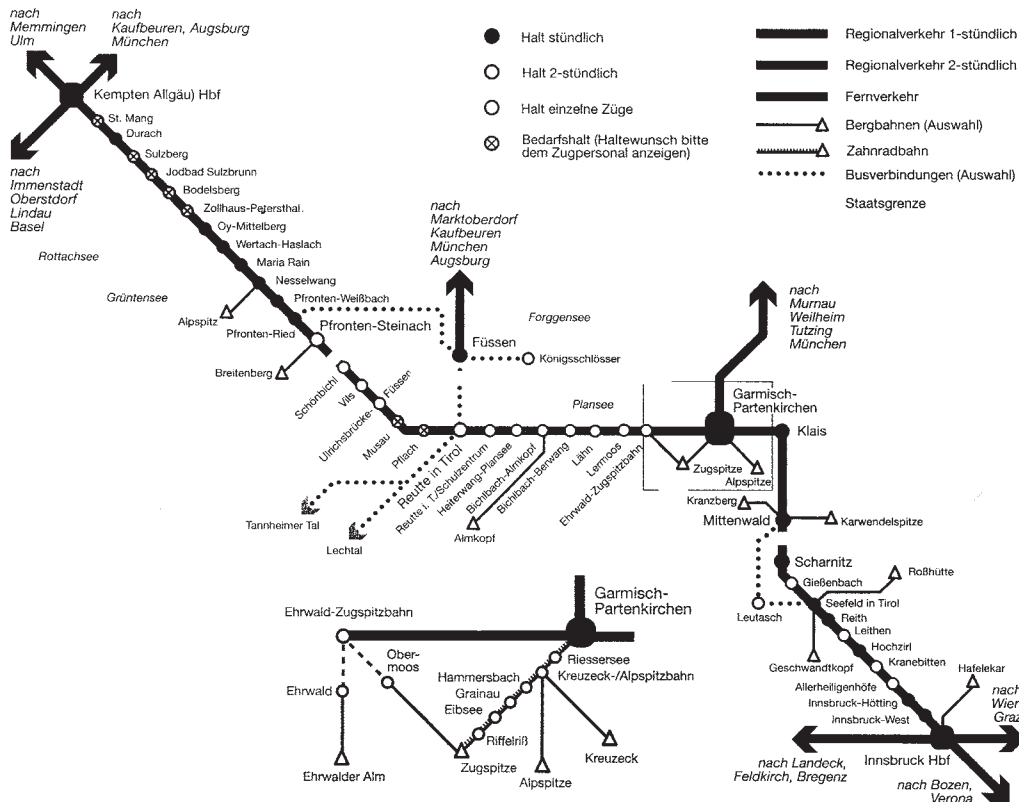 nach
Memmingen
Ulm
nach
Kaufbeuren, Augsburg
München
Kempten Allgäu) Hbf
nach
Immenstadt
Oberstdorf
Lindau
Basel
St. Mang
Durach
Sulzberg
Jodbad Sulzbrunn
Bodelsberg
Zollhaus-Petersthal
Oy-Mittelberg
Wertach-Haslach
Maria Rain
Nesselwang
Pfronten-Weißbach
Pfronten-Ried
Pfronten-Steinach
Rottachsee
Grüntensee
Alpspitz
Breitenberg
Halt stündlich
Halt 2-stündlich
Halt einzelne Züge
Bedarfshalt (Haltewunsch bitte
dem Zugpersonal anzeigen)
Regionalverkehr 1-stündlich
Regionalverkehr 2-stündlich
Fernverkehr
Bergbahnen (Auswahl)
Zahnradbahn
Busverbindungen (Auswahl)
Staatsgrenze
nach
Marktoberdorf
Kaufbeuren
München
Augsburg
Forggensee
Füssen
Königsschlösser
nach
Murnau
Weilheim
Tutzing
München
Schönbichl
Vils
Ulrichsbrücke-
Füssen
Musau
Pflach
Reutte in Tirol
Reutte i. T./Schulzentrum
Heiterwang-Plansee
Bichlbach-Almkopf
Bichlbach-Berwang
Lähn
Lermoos
Ehrwald-Zugspitzbahn
Plansee
Garmisch-
Partenkirchen
Klais
Zugspitze
Alpspitze
Tannheimer Tal
Lechtal
Almkopf
Kranzberg
Mittenwald
Karwendelspitze
Scharnitz
Gießenbach
Roßhütte
Leutasch
Seefeld in Tirol
Reith
Leithen
Geschwandtkopf
Hochzirl
Kranebitten
Allerheiligenhöfe
Hafelekar
Innsbruck-Hötting
Innsbruck-West
nach
Wien
Graz
nach Landeck,
Feldkirch, Bregenz
Innsbruck Hbf
nach Bozen,
Verona
Ehrwald-Zugspitzbahn
Garmisch-
Partenkirchen
Ober-
moos
Ehrwald
Ehrwalder Alm
Riessersee
Kreuzeck-/Alpspitzbahn
Hammersbach
Grainau
Eibsee
Riffelriß
Zugspitze
Alpspitze
Kreuzeck